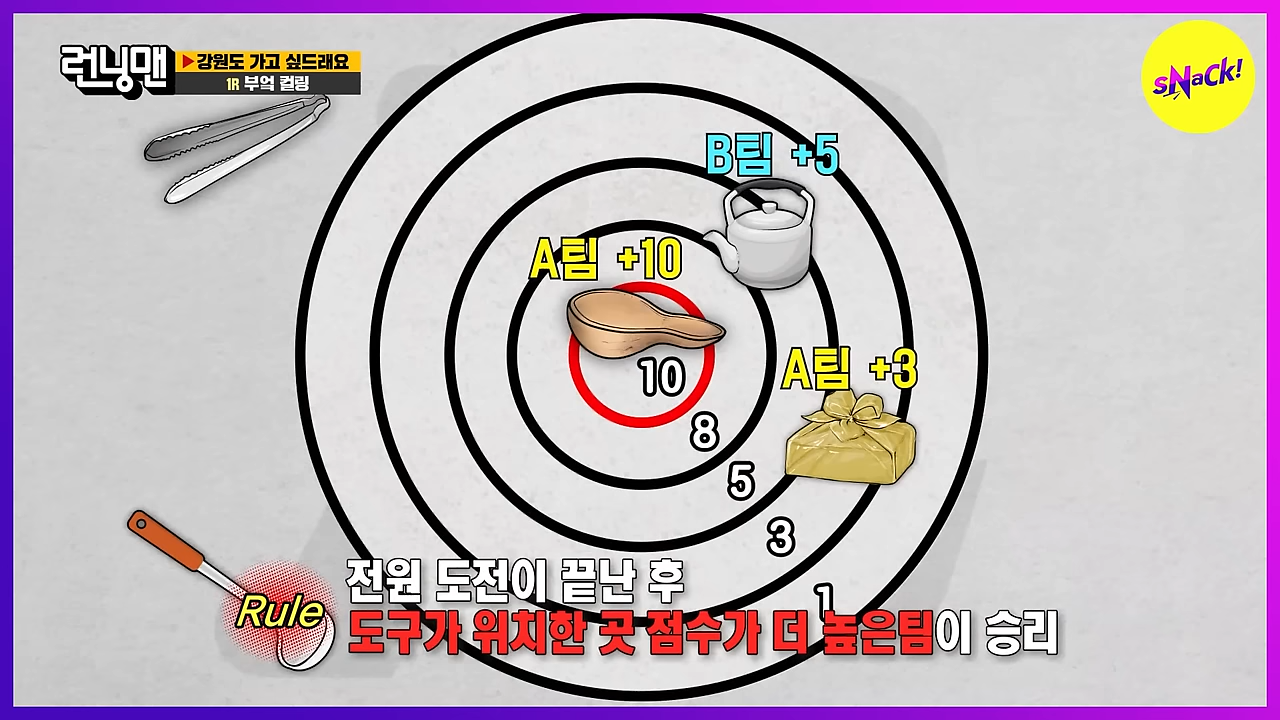 런닝맨
▶강원도 가고 싶드래요
1R 부엌 컬링
sNaCk!
B팀 +5
A팀 +10
A팀 +3
10
8
5
3
1
Rule
전원 도전이 끝난 후
도구가 위치한 곳 점수가 더 높은팀이 승리